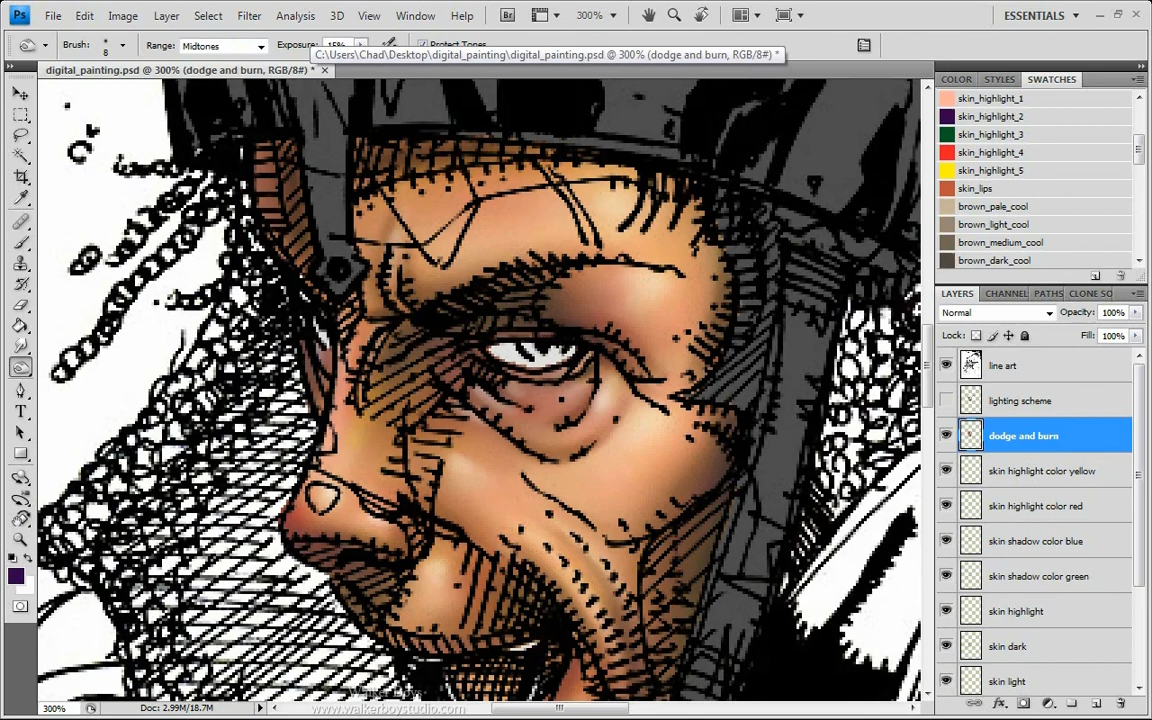 Ps File Edit Image Layer Select Filter Analysis 3D View Window Help Br 300% ESSENTIALS
Brush: 8 Range: Midtones Exposure: 15% Protect Tones
C:\Users\Chad\Desktop\digital_painting\digital_painting.psd @ 300% (dodge and burn, RGB/8#) *
digital_painting.psd @ 300% (dodge and burn, RGB/8#) *
COLOR STYLES SWATCHES
skin_highlight_1
skin_highlight_2
skin_highlight_3
skin_highlight_4
skin_highlight_5
skin_lips
brown_pale_cool
brown_light_cool
brown_medium_cool
brown_dark_cool
LAYERS CHANNEL PATHS CLONE SO
Normal Opacity: 100%
Lock: Fill: 100%
line art
lighting scheme
dodge and burn
skin highlight color yellow
skin highlight color red
skin shadow color blue
skin shadow color green
skin highlight
skin dark
skin light
T
www.walkerboystudio.com
300% Doc: 2.99M/18.7M